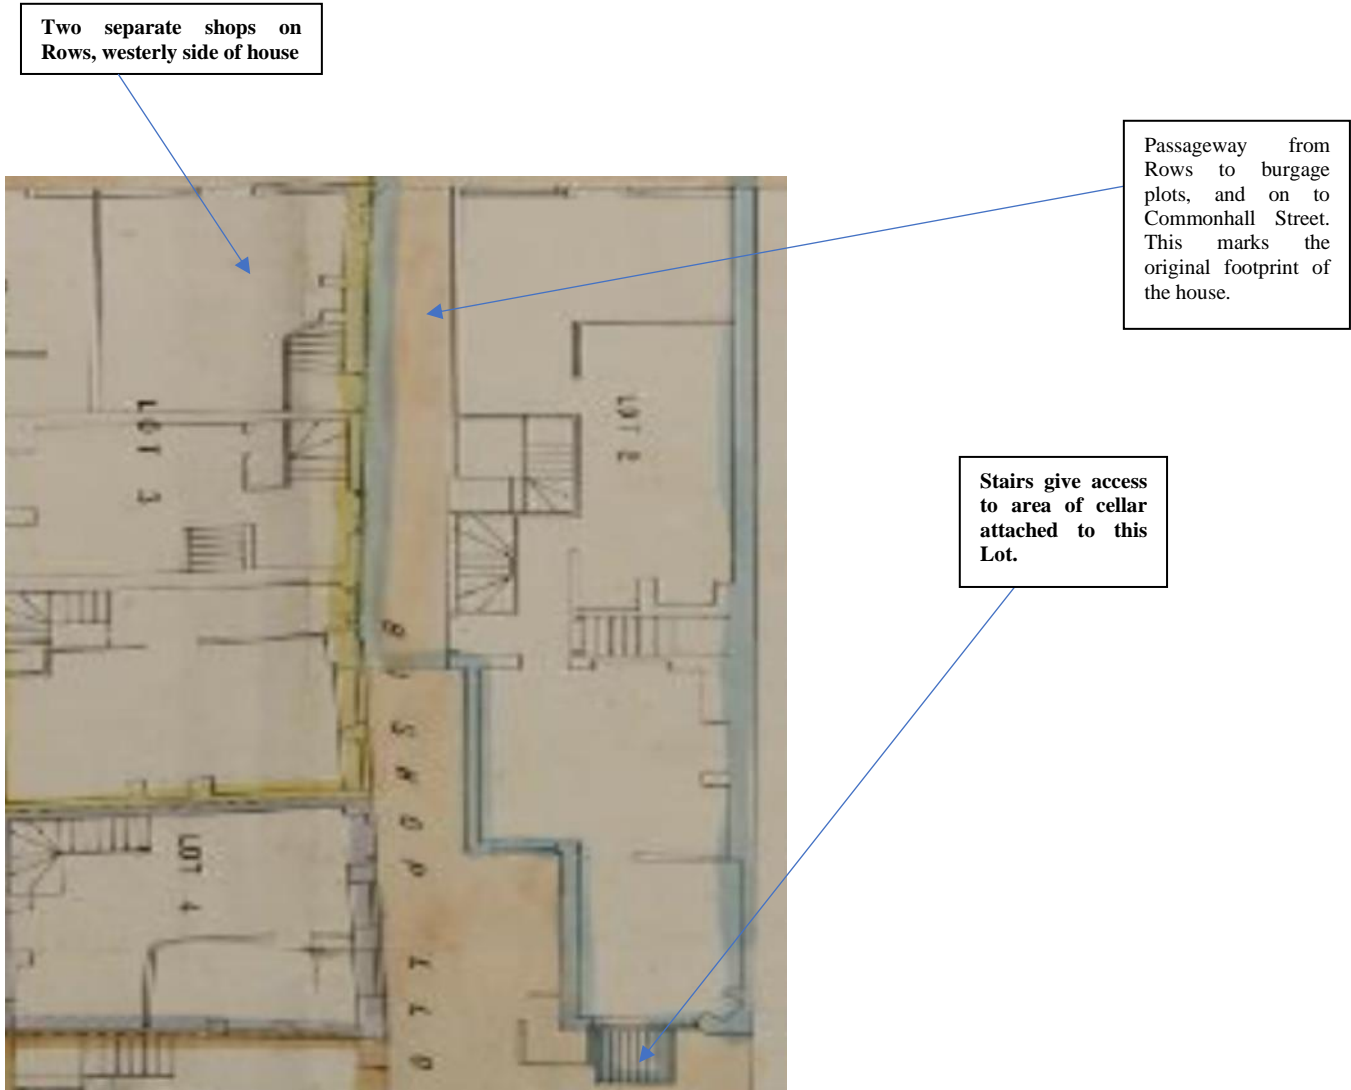 Two separate shops on
Rows, westerly side of house
Passageway from
Rows to burgage
plots, and on to
Commonhall Street.
This marks the
original footprint of
the house.
LOT 2
LOT 3
Stairs give access
to area of cellar
attached to this
Lot.
LOT 4